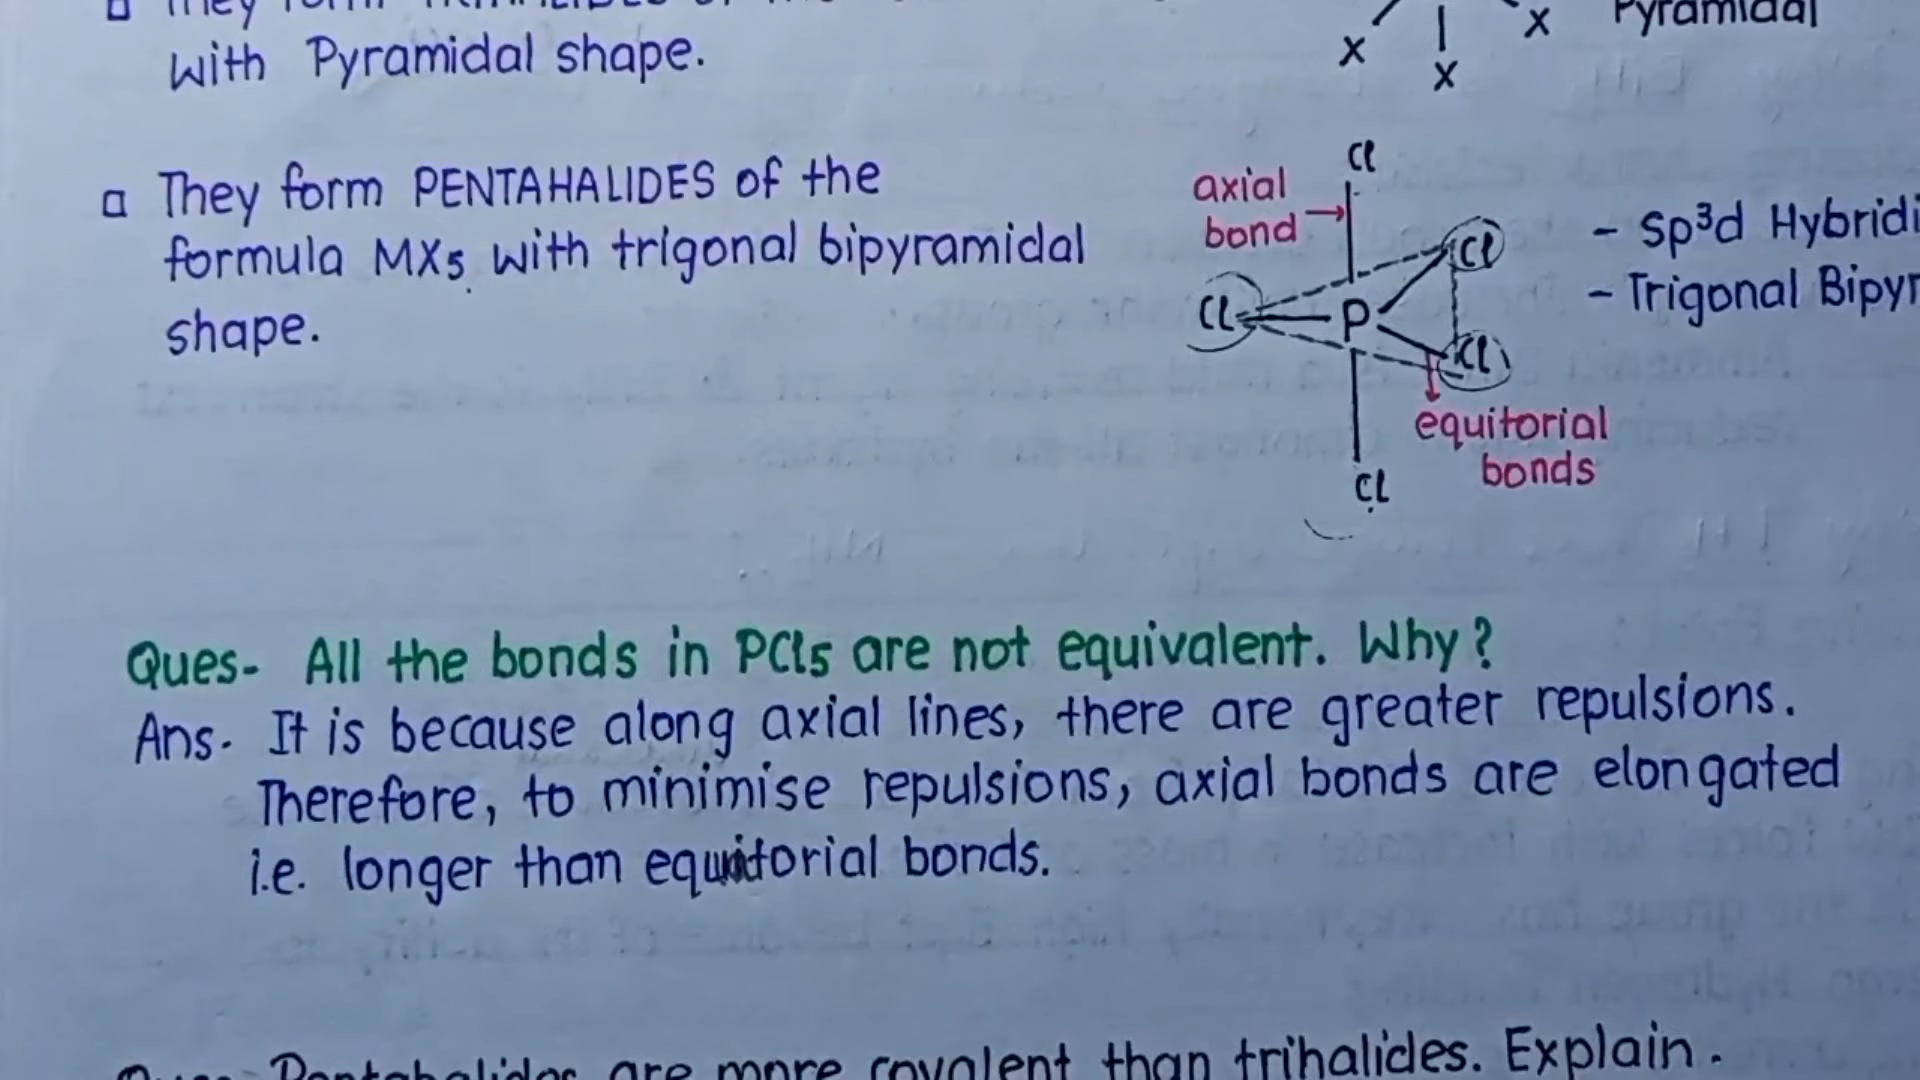 They form
with Pyramidal shape.
X
X
X
Pyramidal
▫ They form PENTAHALIDES of the
formula MX5 with trigonal bipyramidal
shape.
Cl
axial
bond →
Cl
Cl
P
Cl
Cl
equitorial
bonds
- Sp³d Hybridi
- Trigonal Bipyr
Ques- All the bonds in PCl5 are not equivalent. Why?
Ans. It is because along axial lines, there are greater repulsions.
Therefore, to minimise repulsions, axial bonds are elongated
i.e. longer than equitorial bonds.
Ques- Pentahalides are more covalent than trihalides. Explain.